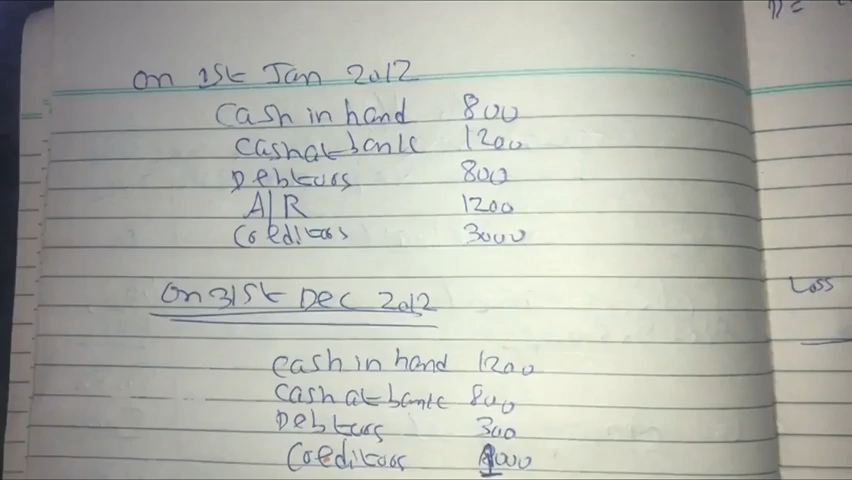 on 1st Jan 2012
Cash in hand 800
Cash at bank 1200
Debtors 800
A/R 1200
Creditors 3000
On 31st Dec 2012
Cash in hand 1200
Cash at bank 800
Debtors 300
Creditors 1000
Loss